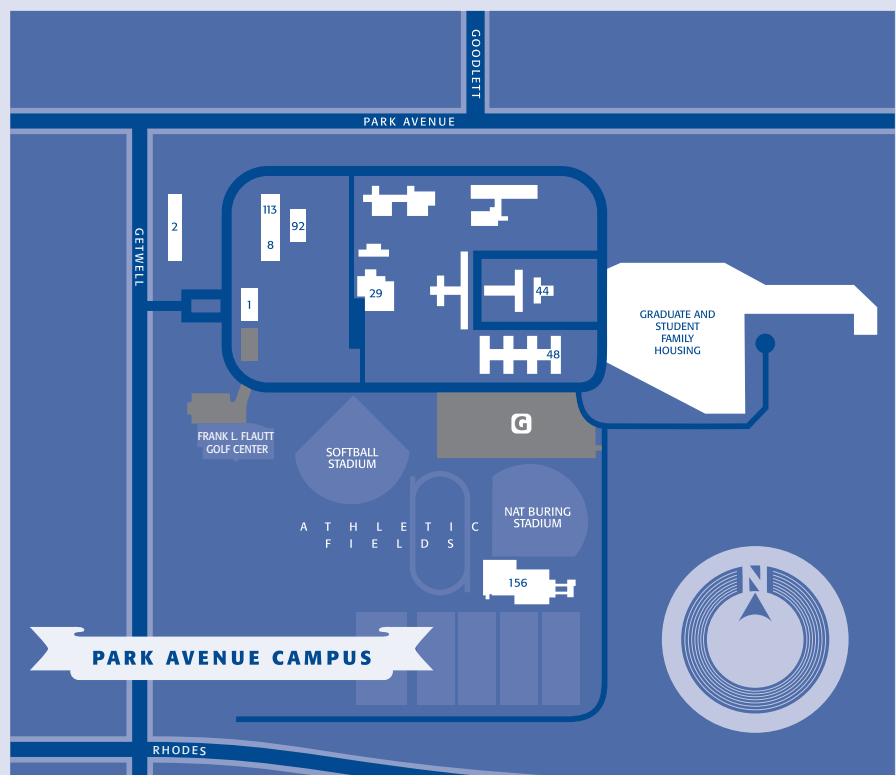 GOODLETT
PARK AVENUE
GETWELL
2
113
8
92
1
29
44
48
GRADUATE AND
STUDENT
FAMILY
HOUSING
G
FRANK L. FLAUTT
GOLF CENTER
SOFTBALL
STADIUM
NAT BURING
STADIUM
ATHLETIC
FIELDS
156
N
PARK AVENUE CAMPUS
RHODES